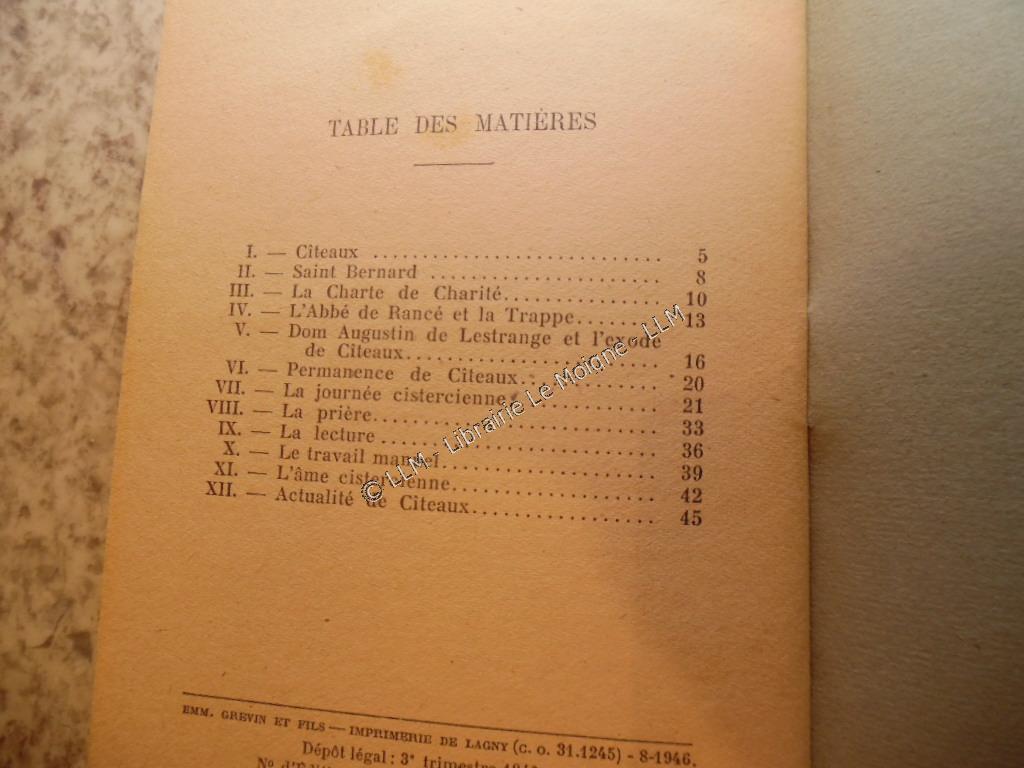 TABLE DES MATIÈRES
I. — Cîteaux .............................. 5
II. — Saint Bernard ........................ 8
III. — La Charte de Charité................ 10
IV. — L'Abbé de Rancé et la Trappe.......... 13
V. — Dom Augustin de Lestrange et l'exode
de Cîteaux.............................. 16
VI. — Permanence de Cîteaux................ 20
VII. — La journée cistercienne.............. 21
VIII. — La prière............................ 33
IX. — La lecture .......................... 36
X. — Le travail manuel.................... 39
XI. — L'âme cistercienne.................... 42
XII. — Actualité de Cîteaux................ 45
© LLM - Librairie Le Moigne - LLM
EMM. GREVIN ET FILS — IMPRIMERIE DE LAGNY (C. O. 31.1245) - 8-1946.
Dépôt légal : 3e trimestre